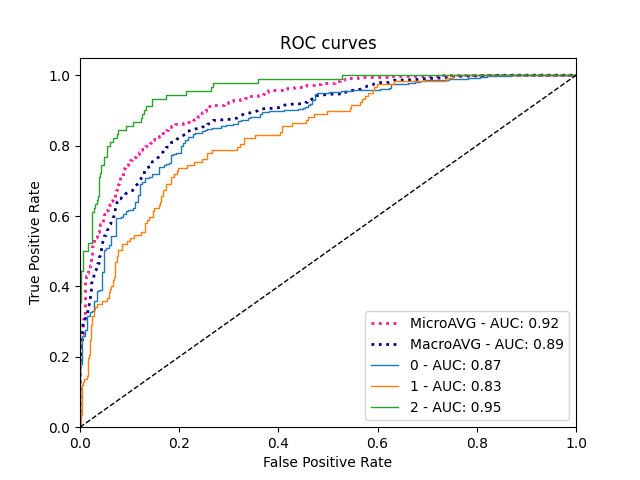 ROC curves
True Positive Rate
1.0
0.8
0.6
0.4
0.2
0.0
MicroAVG - AUC: 0.92
MacroAVG - AUC: 0.89
0 - AUC: 0.87
1 - AUC: 0.83
2 - AUC: 0.95
0.0 0.2 0.4 0.6 0.8 1.0
False Positive Rate